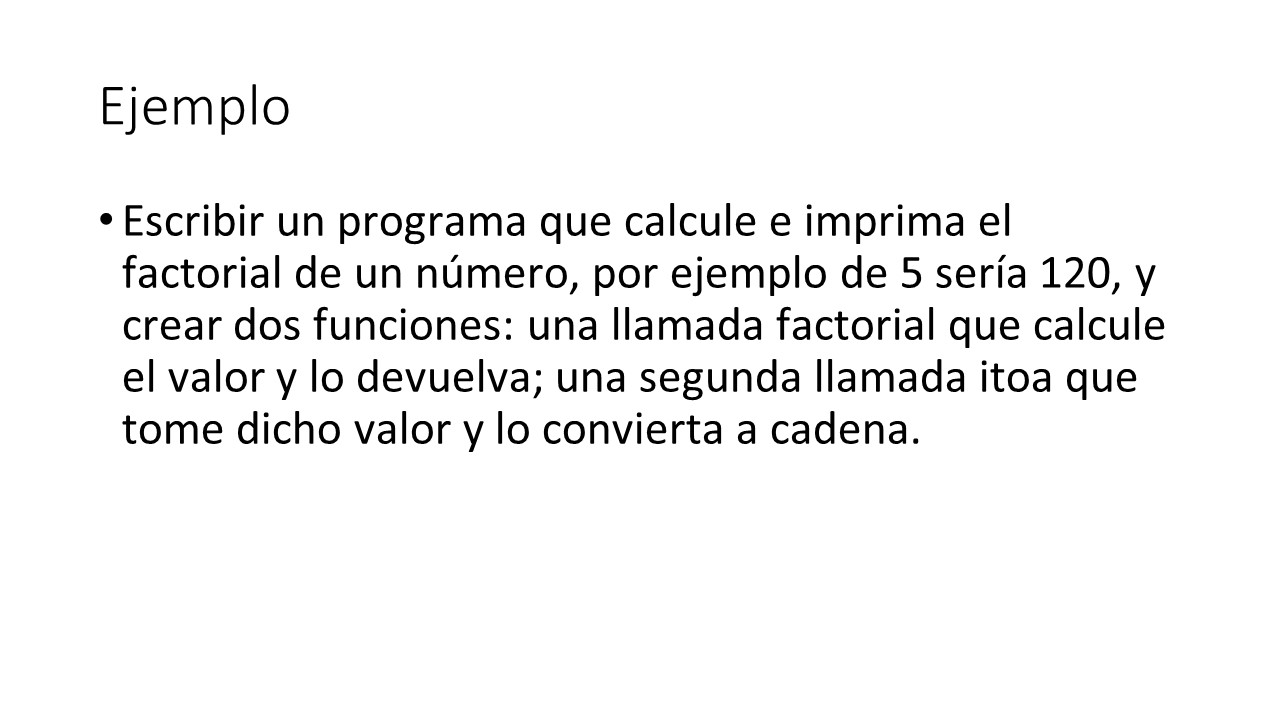 Ejemplo
• Escribir un programa que calcule e imprima el
factorial de un número, por ejemplo de 5 sería 120, y
crear dos funciones: una llamada factorial que calcule
el valor y lo devuelva; una segunda llamada itoa que
tome dicho valor y lo convierta a cadena.